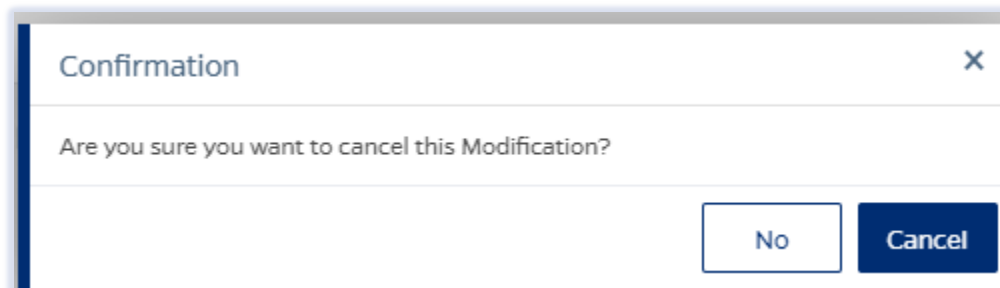 Confirmation
Are you sure you want to cancel this Modification?
No
Cancel